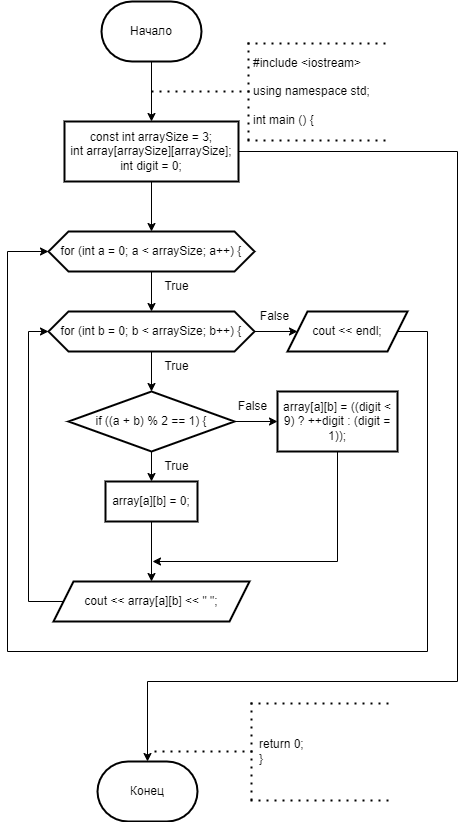 Начало
#include <iostream>
using namespace std;
int main () {
const int arraySize = 3;
int array[arraySize][arraySize];
int digit = 0;
for (int a = 0; a < arraySize; a++) {
True
for (int b = 0; b < arraySize; b++) {
False
cout << endl;
True
if ((a + b) % 2 == 1) {
False
array[a][b] = ((digit <
9) ? ++digit : (digit =
1));
True
array[a][b] = 0;
cout << array[a][b] << " ";
return 0;
}
Конец